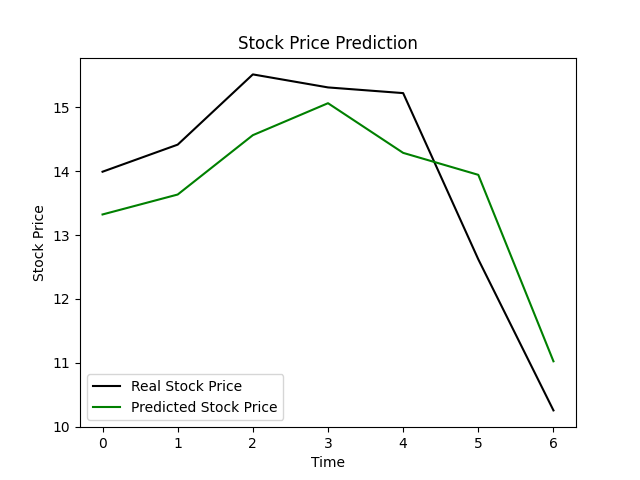 Stock Price Prediction
Stock Price
15
14
13
12
11
10
Real Stock Price
Predicted Stock Price
0 1 2 3 4 5 6
Time